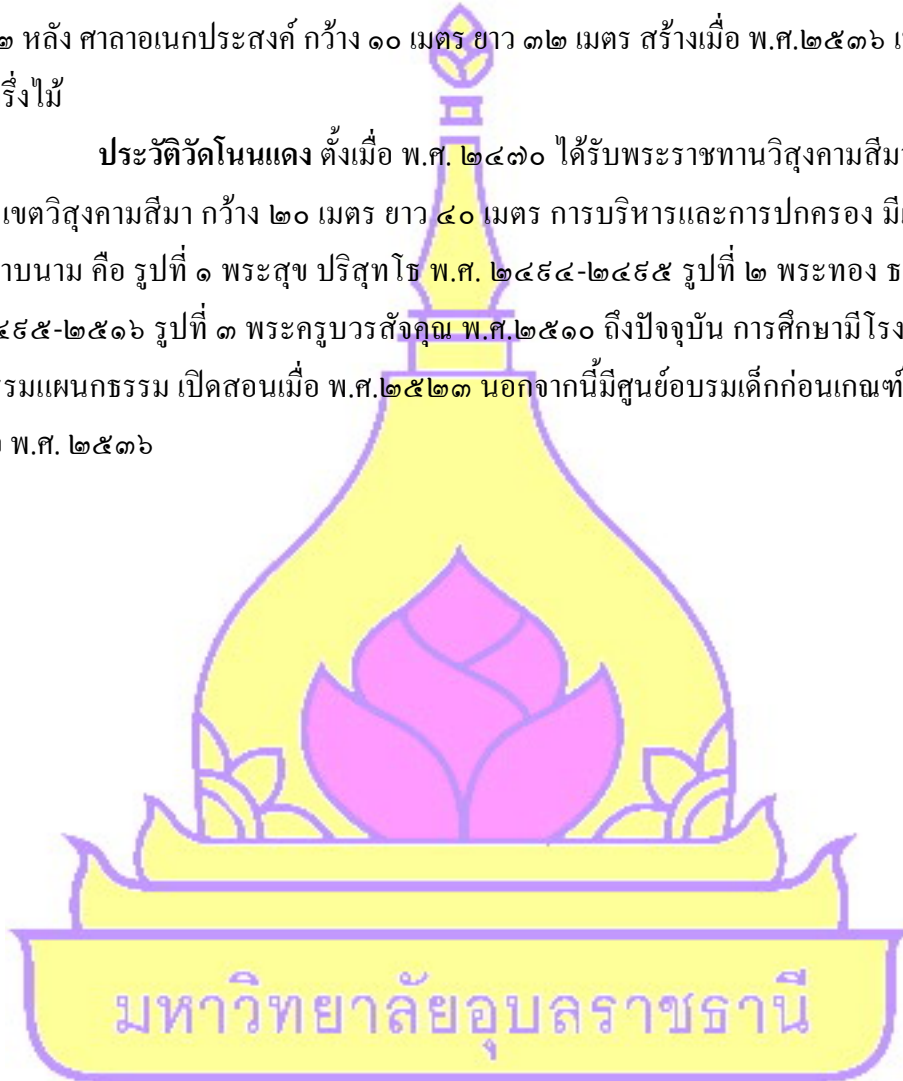 ๒ หลัง ศาลาอเนกประสงค์ กว้าง ๑๐ เมตร ยาว ๓๒ เมตร สร้างเมื่อ พ.ศ.๒๕๓๖
รึ่งไม้
ประวัติวัดโนนแดง ตั้งเมื่อ พ.ศ. ๒๔๗๐ ได้รับพระราชทานวิสุงคามสีมา
เขตวิสุงคามสีมา กว้าง ๒๐ เมตร ยาว ๔๐ เมตร การบริหารและการปกครอง
าบนาม คือ รูปที่ ๑ พระสุข ปริสุทโธ พ.ศ. ๒๔๙๔-๒๔๙๕ รูปที่ ๒ พระทอง ธ
๔๙๕-๒๕๑๖ รูปที่ ๓ พระครูบวรสัจคุณ พ.ศ.๒๕๑๐ ถึงปัจจุบัน การศึกษามีโรง
รรมแผนกธรรม เปิดสอนเมื่อ พ.ศ.๒๕๒๓ นอกจากนี้มีศูนย์อบรมเด็กก่อนเกณฑ์
พ.ศ. ๒๕๓๖
มหาวิทยาลัยอุบลราชธานี